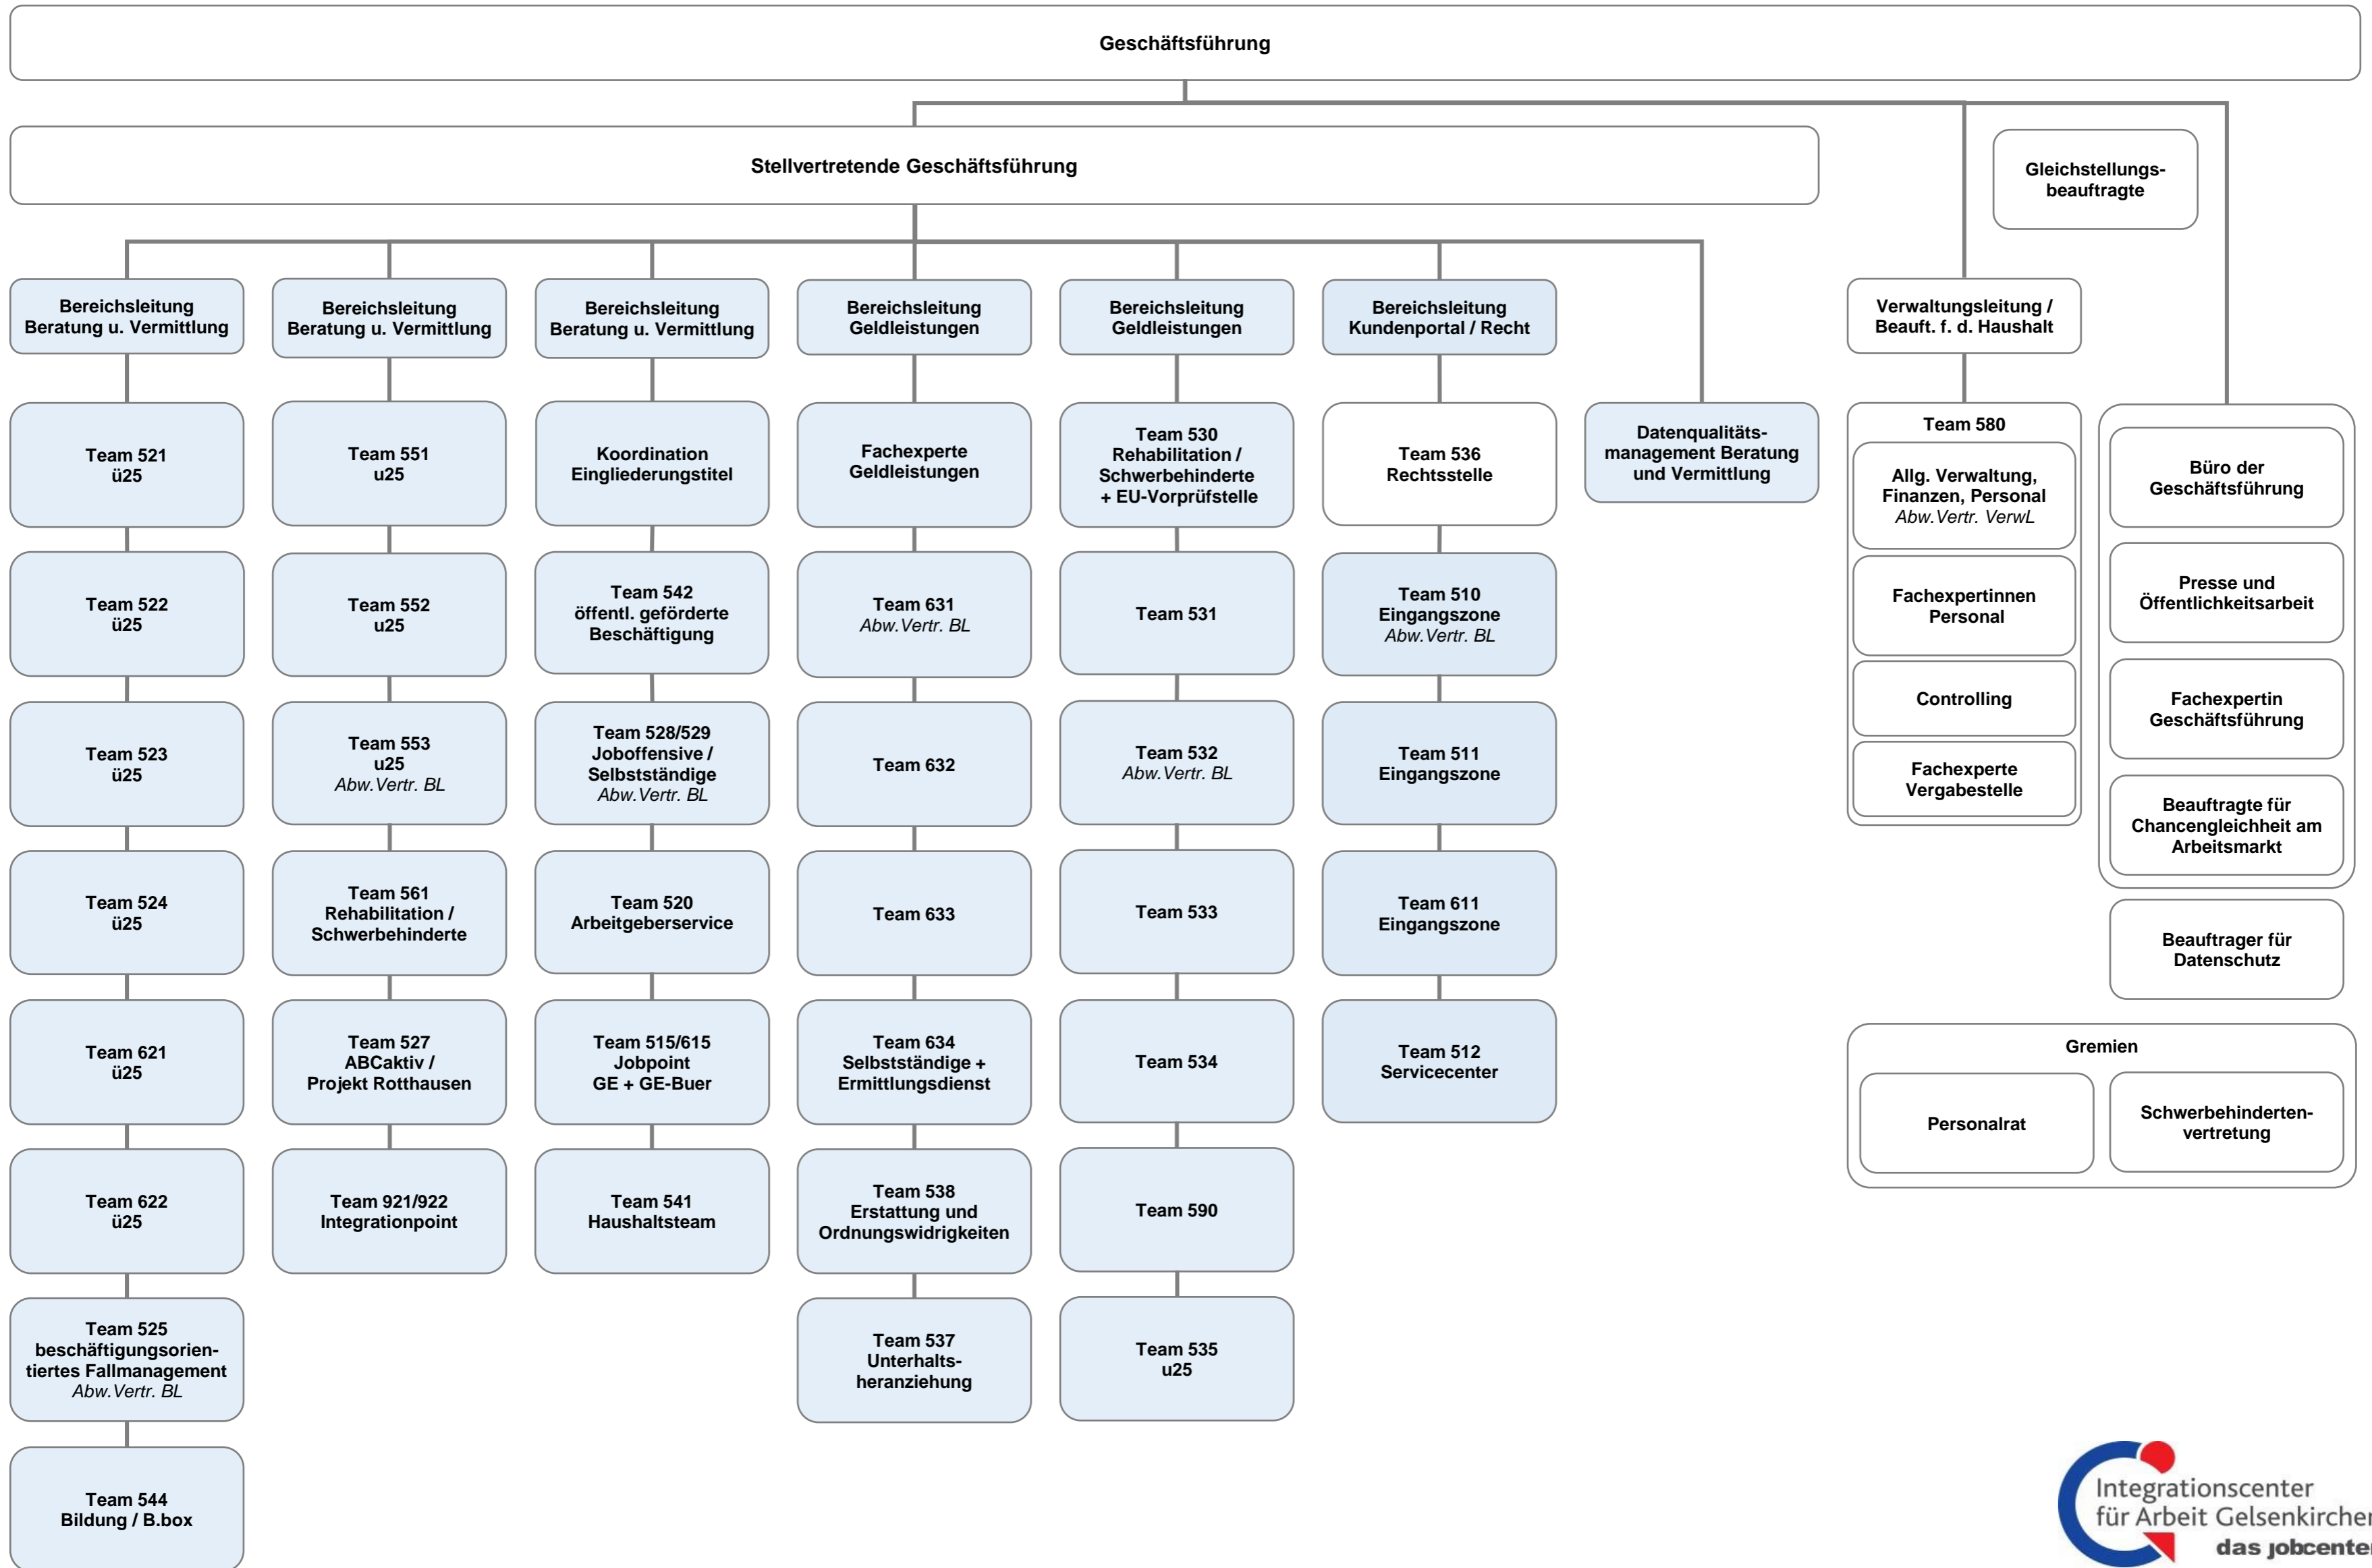 Geschäftsführung
Stellvertretende Geschäftsführung
Gleichstellungs-
beauftragte
Bereichsleitung
Beratung u. Vermittlung
Team 521
ü25
Team 522
ü25
Team 523
ü25
Team 524
ü25
Team 621
ü25
Team 622
ü25
Team 525
beschäftigungsorien-
tiertes Fallmanagement
Abw.Vertr. BL
Team 544
Bildung / B.box
Bereichsleitung
Beratung u. Vermittlung
Team 551
u25
Team 552
u25
Team 553
u25
Abw.Vertr. BL
Team 561
Rehabilitation /
Schwerbehinderte
Team 527
ABCaktiv /
Projekt Rotthausen
Team 921/922
Integrationpoint
Bereichsleitung
Beratung u. Vermittlung
Koordination
Eingliederungstitel
Team 542
öffentl. geförderte
Beschäftigung
Team 528/529
Joboffensive /
Selbstständige
Abw.Vertr. BL
Team 520
Arbeitgeberservice
Team 515/615
Jobpoint
GE + GE-Buer
Team 541
Haushaltsteam
Bereichsleitung
Geldleistungen
Fachexperte
Geldleistungen
Team 631
Abw.Vertr. BL
Team 632
Team 633
Team 634
Selbstständige +
Ermittlungsdienst
Team 538
Erstattung und
Ordnungswidrigkeiten
Team 537
Unterhalts-
heranziehung
Bereichsleitung
Geldleistungen
Team 530
Rehabilitation /
Schwerbehinderte
+ EU-Vorprüfstelle
Team 531
Team 532
Abw.Vertr. BL
Team 533
Team 534
Team 590
Team 535
u25
Bereichsleitung
Kundenportal / Recht
Team 536
Rechtsstelle
Team 510
Eingangszone
Abw.Vertr. BL
Team 511
Eingangszone
Team 611
Eingangszone
Team 512
Servicecenter
Datenqualitäts-
management Beratung
und Vermittlung
Verwaltungsleitung /
Beauft. f. d. Haushalt
Team 580
Allg. Verwaltung,
Finanzen, Personal
Abw.Vertr. VerwL
Fachexpertinnen
Personal
Controlling
Fachexperte
Vergabestelle
Büro der
Geschäftsführung
Presse und
Öffentlichkeitsarbeit
Fachexpertin
Geschäftsführung
Beauftragte für
Chancengleichheit am
Arbeitsmarkt
Beauftrager für
Datenschutz
Gremien
Personalrat
Schwerbehinderten-
vertretung
Integrationscenter
für Arbeit Gelsenkirchen
das jobcenter